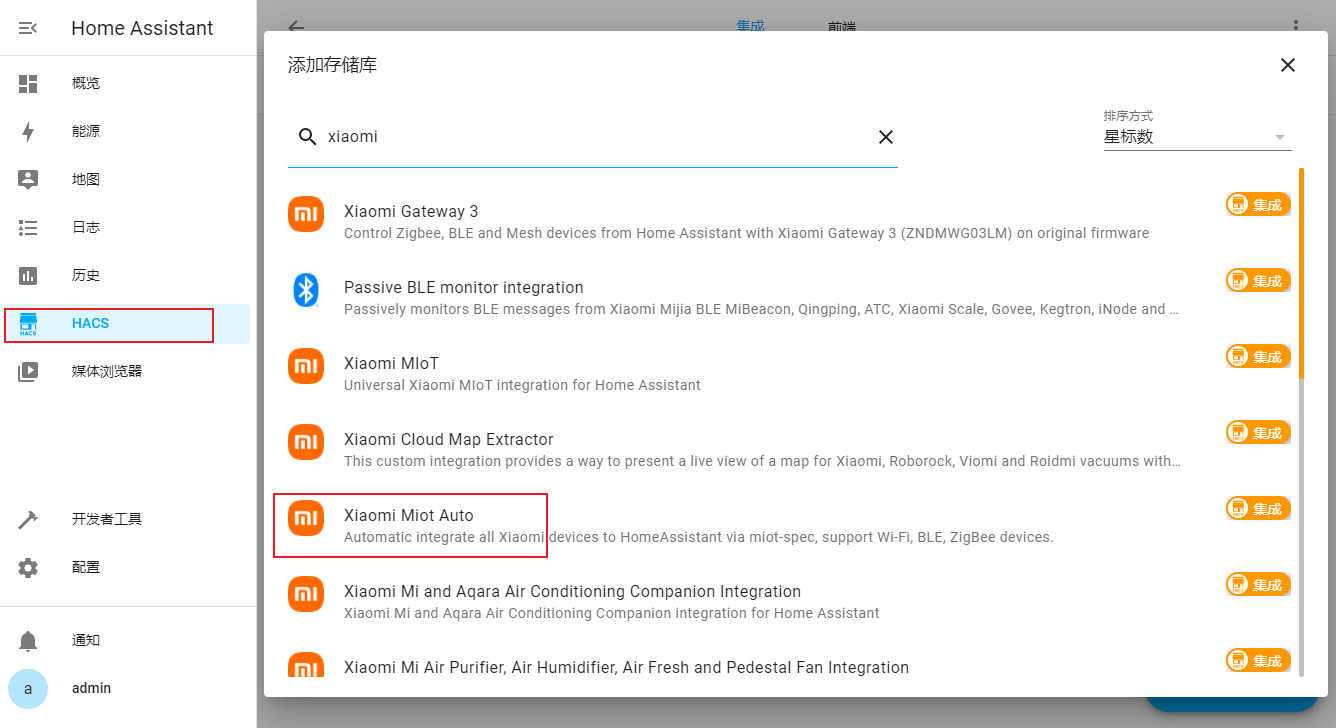 Home Assistant
概览
能源
地图
日志
历史
HACS
HACS
媒体浏览器
开发者工具
配置
通知
a
admin
集成
前端
添加存储库
xiaomi
排序方式
星标数
Xiaomi Gateway 3
Control Zigbee, BLE and Mesh devices from Home Assistant with Xiaomi Gateway 3 (ZNDMWG03LM) on original firmware
集成
Passive BLE monitor integration
Passively monitors BLE messages from Xiaomi Mijia BLE MiBeacon, Qingping, ATC, Xiaomi Scale, Govee, Kegtron, iNode and …
集成
Xiaomi MIoT
Universal Xiaomi MIoT integration for Home Assistant
集成
Xiaomi Cloud Map Extractor
This custom integration provides a way to present a live view of a map for Xiaomi, Roborock, Viomi and Roidmi vacuums with…
集成
Xiaomi Miot Auto
Automatic integrate all Xiaomi devices to HomeAssistant via miot-spec, support Wi-Fi, BLE, ZigBee devices.
集成
Xiaomi Mi and Aqara Air Conditioning Companion Integration
Xiaomi Mi and Aqara Air Conditioning Companion integration for Home Assistant
集成
Xiaomi Mi Air Purifier, Air Humidifier, Air Fresh and Pedestal Fan Integration
集成